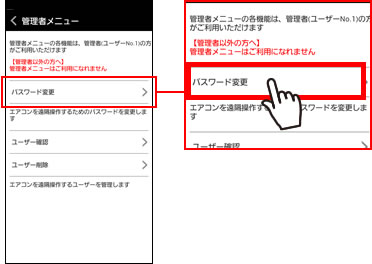 管理者メニュー
管理者メニューの各機能は、管理者(ユーザーNo.1)の方
がご利用いただけます
【管理者以外の方へ】
管理者メニューはご利用になれません
パスワード変更
エアコンを遠隔操作するためのパスワードを変更しま
す
ユーザー確認
ユーザー削除
エアコンを遠隔操作するユーザーを管理します
管理者メニューの各機能は、管理者(ユーザーNo.1)の方
がご利用いただけます
【管理者以外の方へ】
管理者メニューはご利用になれません
パスワード変更
エアコンを遠隔操作す スワードを変更しま
す
ユーザー確認